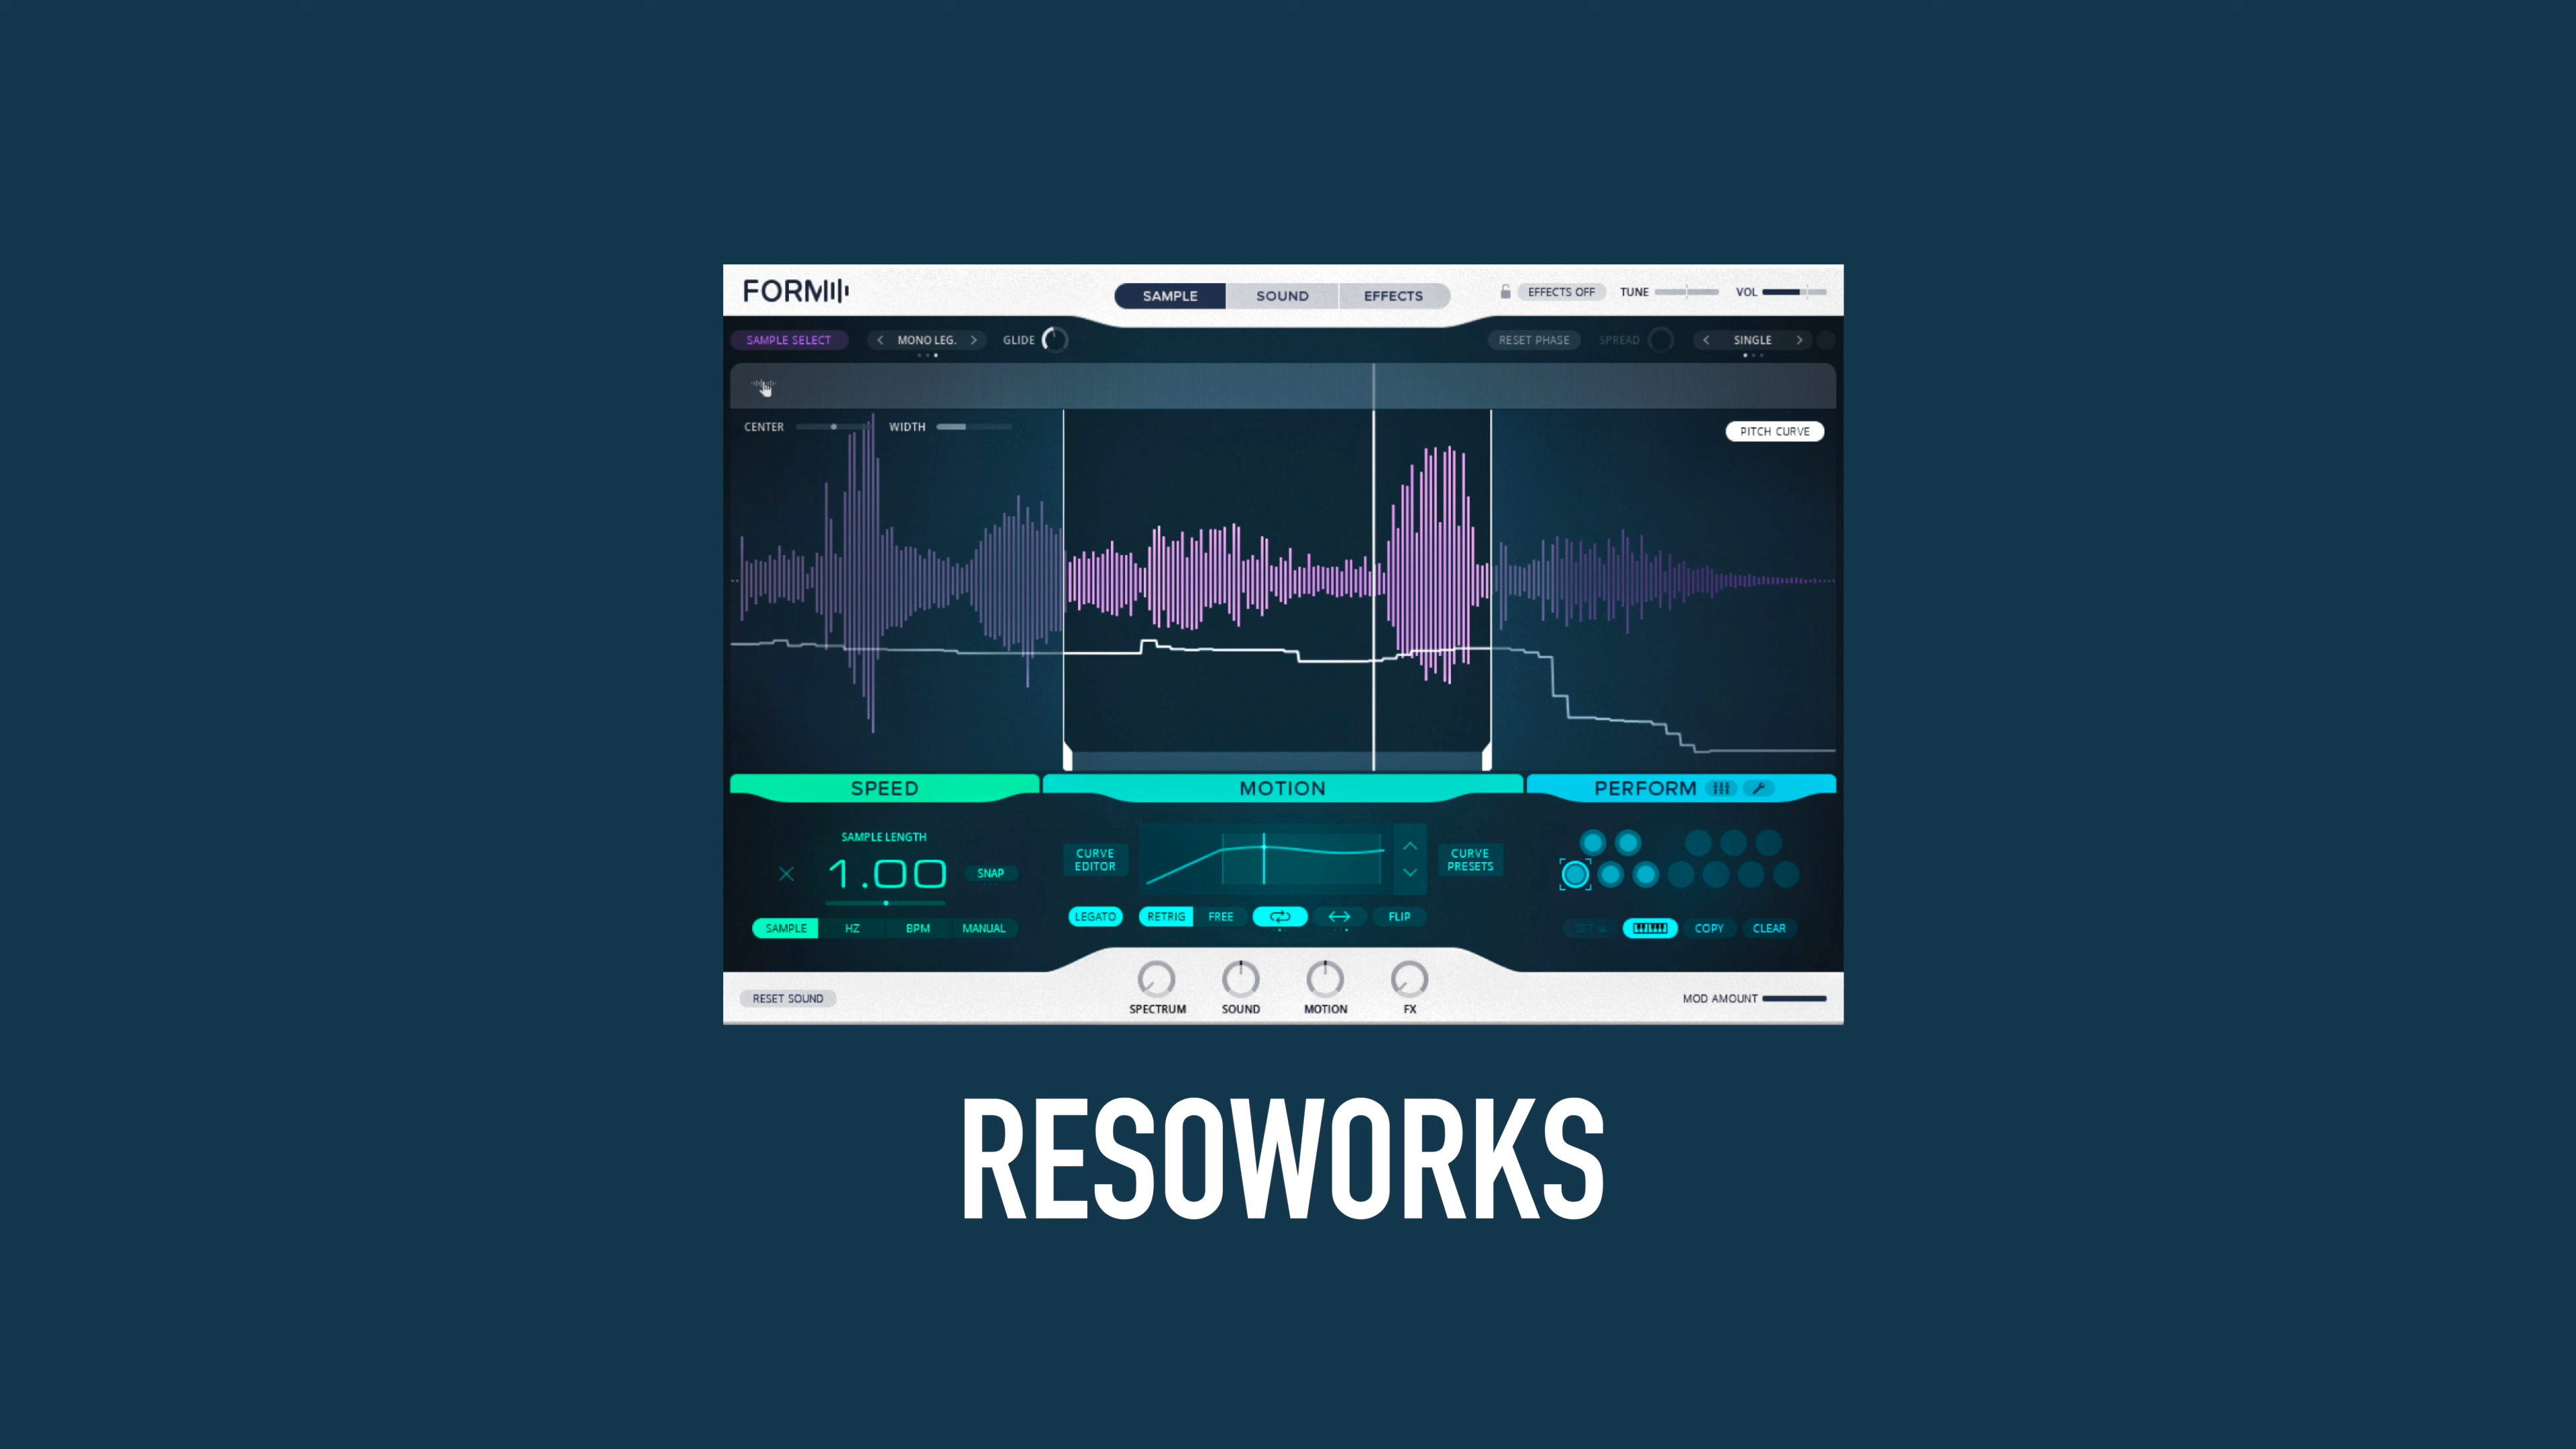 FORM
SAMPLE SOUND EFFECTS
EFFECTS OFF TUNE VOL
SAMPLE SELECT MONO LEG. GLIDE RESET PHASE SPREAD SINGLE
CENTER WIDTH PITCH CURVE
SPEED MOTION PERFORM
SAMPLE LENGTH
1.00 SNAP
CURVE EDITOR
CURVE PRESETS
LEGATO RETRIG FREE FLIP
SAMPLE HZ BPM MANUAL
SET COPY CLEAR
RESET SOUND SPECTRUM SOUND MOTION FX MOD AMOUNT
RESOWORKS